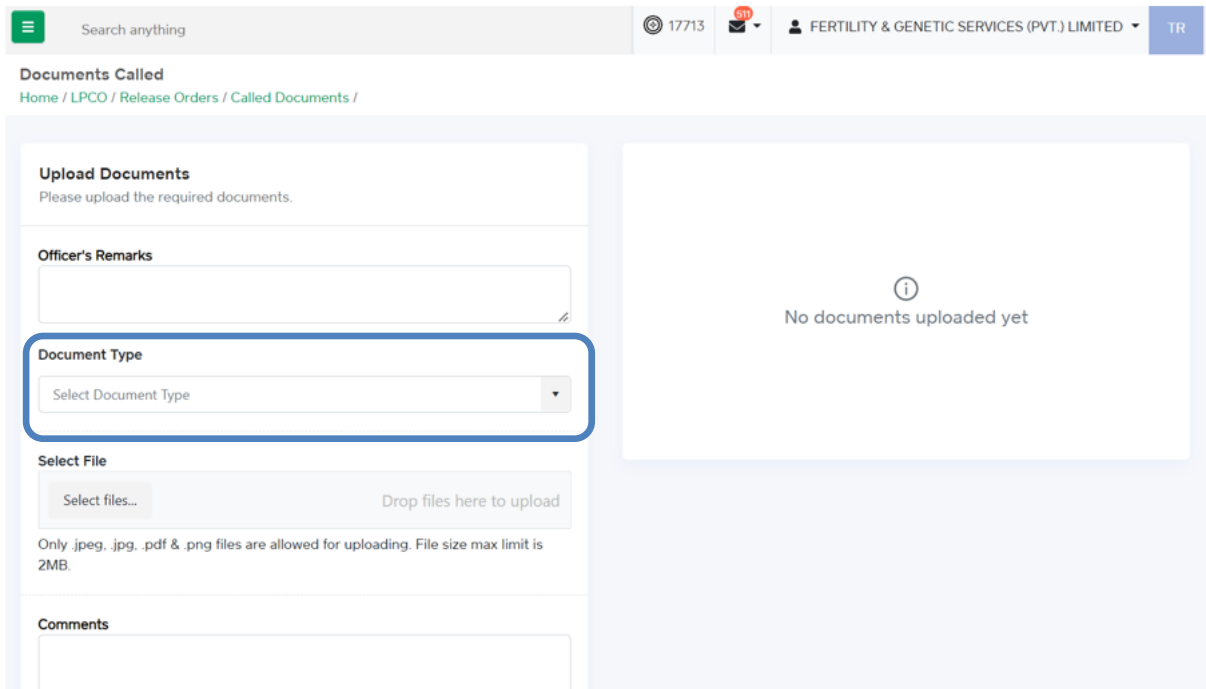 Search anything
17713
511
FERTILITY & GENETIC SERVICES (PVT.) LIMITED
TR
Documents Called
Home / LPCO / Release Orders / Called Documents /
Upload Documents
Please upload the required documents.
Officer's Remarks
Document Type
Select Document Type
Select File
Select files...
Drop files here to upload
Only .jpeg, .jpg, .pdf & .png files are allowed for uploading. File size max limit is
2MB.
Comments
No documents uploaded yet